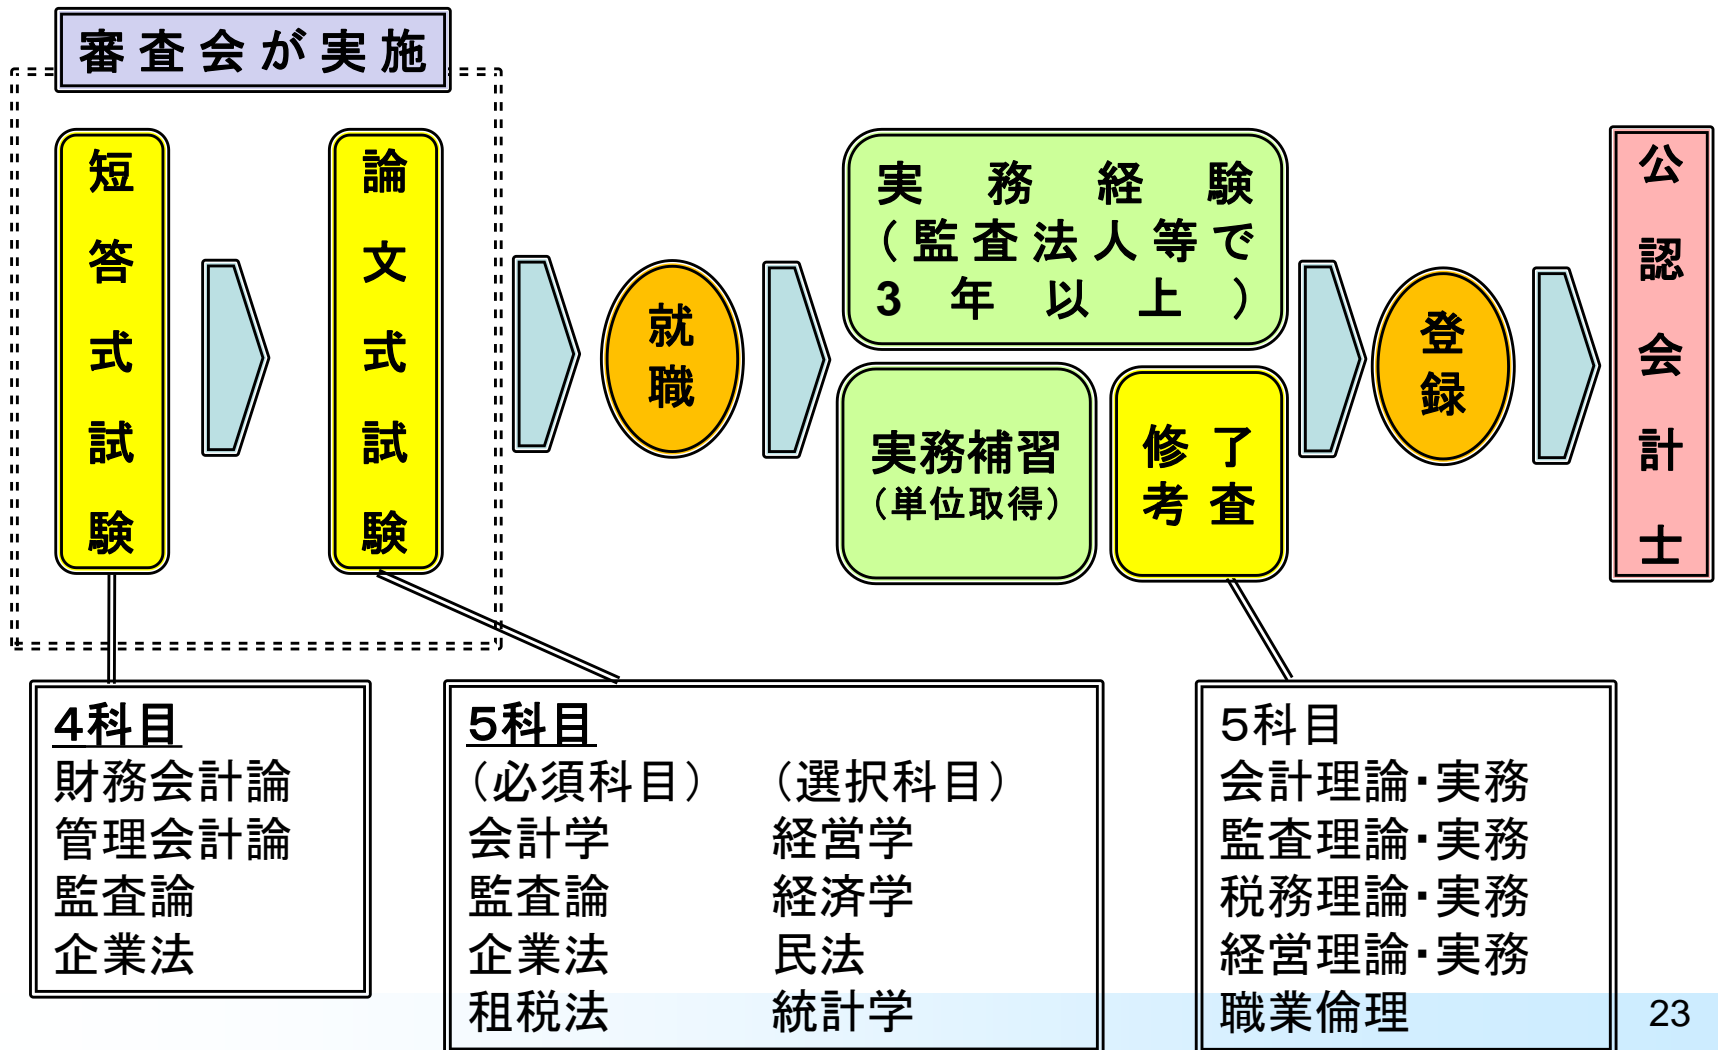 審査会が実施
短答式試験
論文式試験
就職
実務経験
（監査法人等で
3年以上）
実務補習
（単位取得）
修了
考査
登録
公認会計士
４科目
財務会計論
管理会計論
監査論
企業法
５科目
（必須科目）　（選択科目）
会計学　経営学
監査論　経済学
企業法　民法
租税法　統計学
５科目
会計理論・実務
監査理論・実務
税務理論・実務
経営理論・実務
職業倫理
23